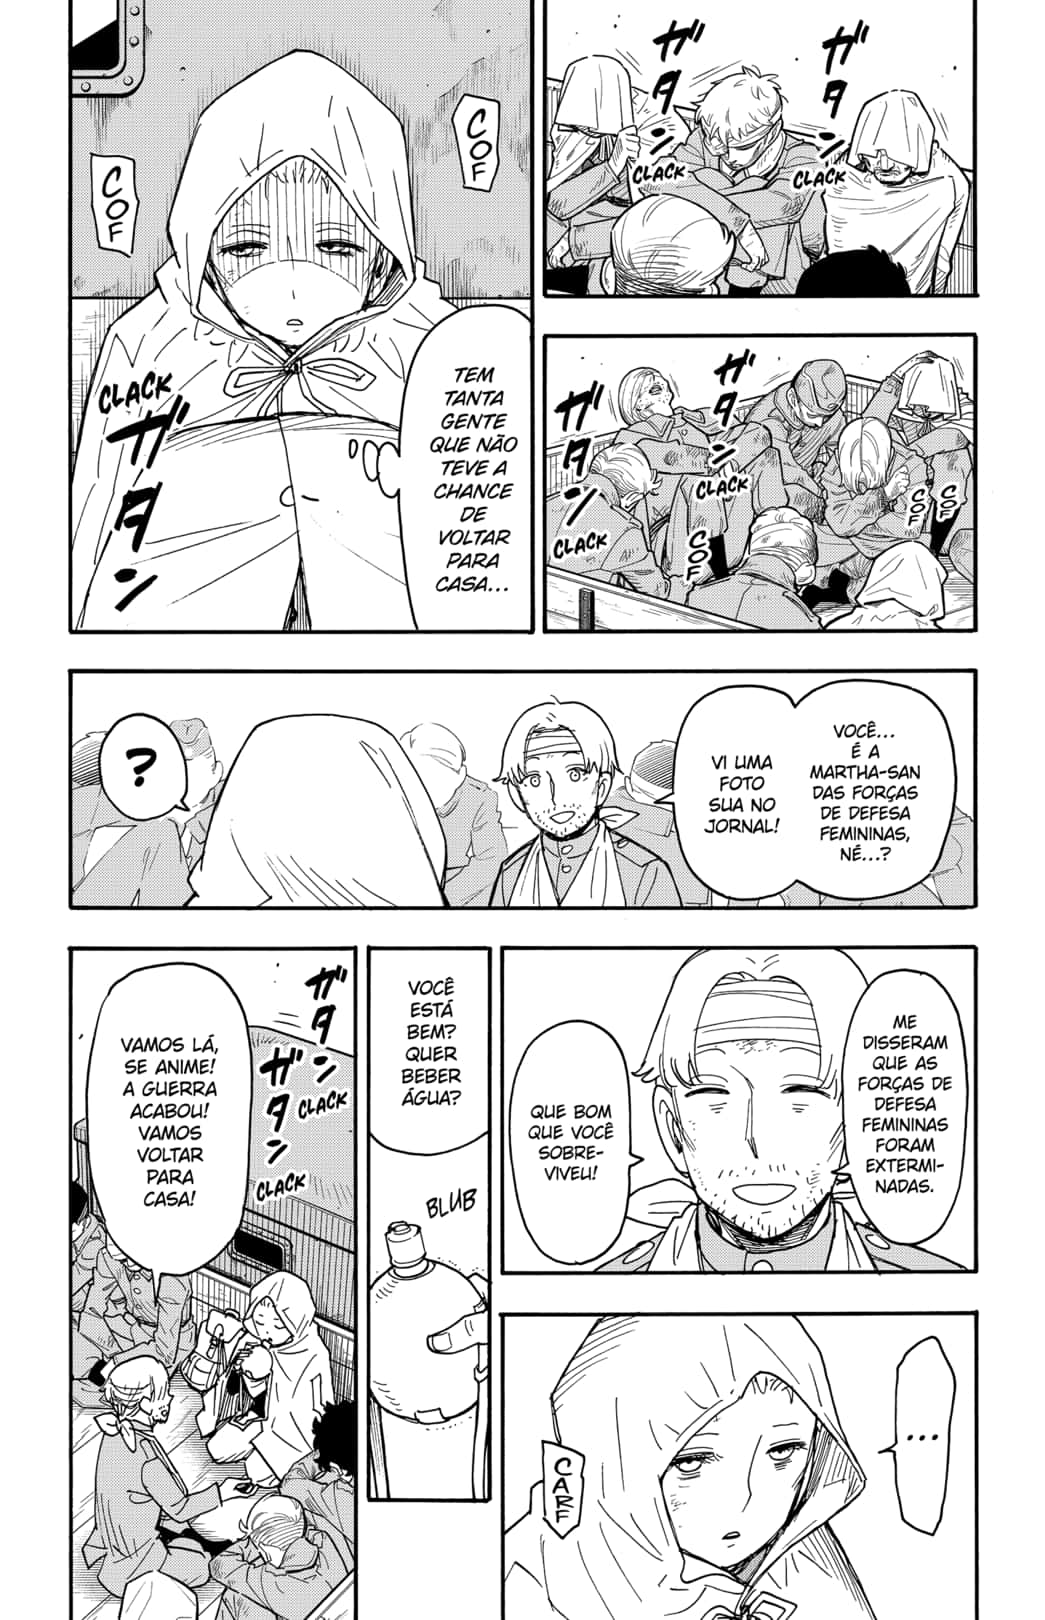 ガタン
CLACK
ガタン
CLACK
COF
COF
CLACK
ガタン
TEM
TANTA
GENTE
QUE NÃO
TEVE A
CHANCE
DE
VOLTAR
PARA
CASA...
ガタン
CLACK
ガタン
CLACK
COF
COF
COF
VOCÊ...
É A
MARTHA-SAN
DAS FORÇAS
DE DEFESA
FEMININAS,
NÉ...?
VI UMA
FOTO
SUA NO
JORNAL!
?
ME
DISSERAM
QUE AS
FORÇAS DE
DEFESA
FEMININAS
FORAM
EXTERMI-
NADAS.
QUE BOM
QUE VOCÊ
SOBRE-
VIVEU!
...
CARF
VOCÊ
ESTÁ
BEM?
QUER
BEBER
ÁGUA?
BLUB
VAMOS LÁ,
SE ANIME!
A GUERRA
ACABOU!
VAMOS
VOLTAR
PARA
CASA!
ガタン
CLACK
ガタン
CLACK